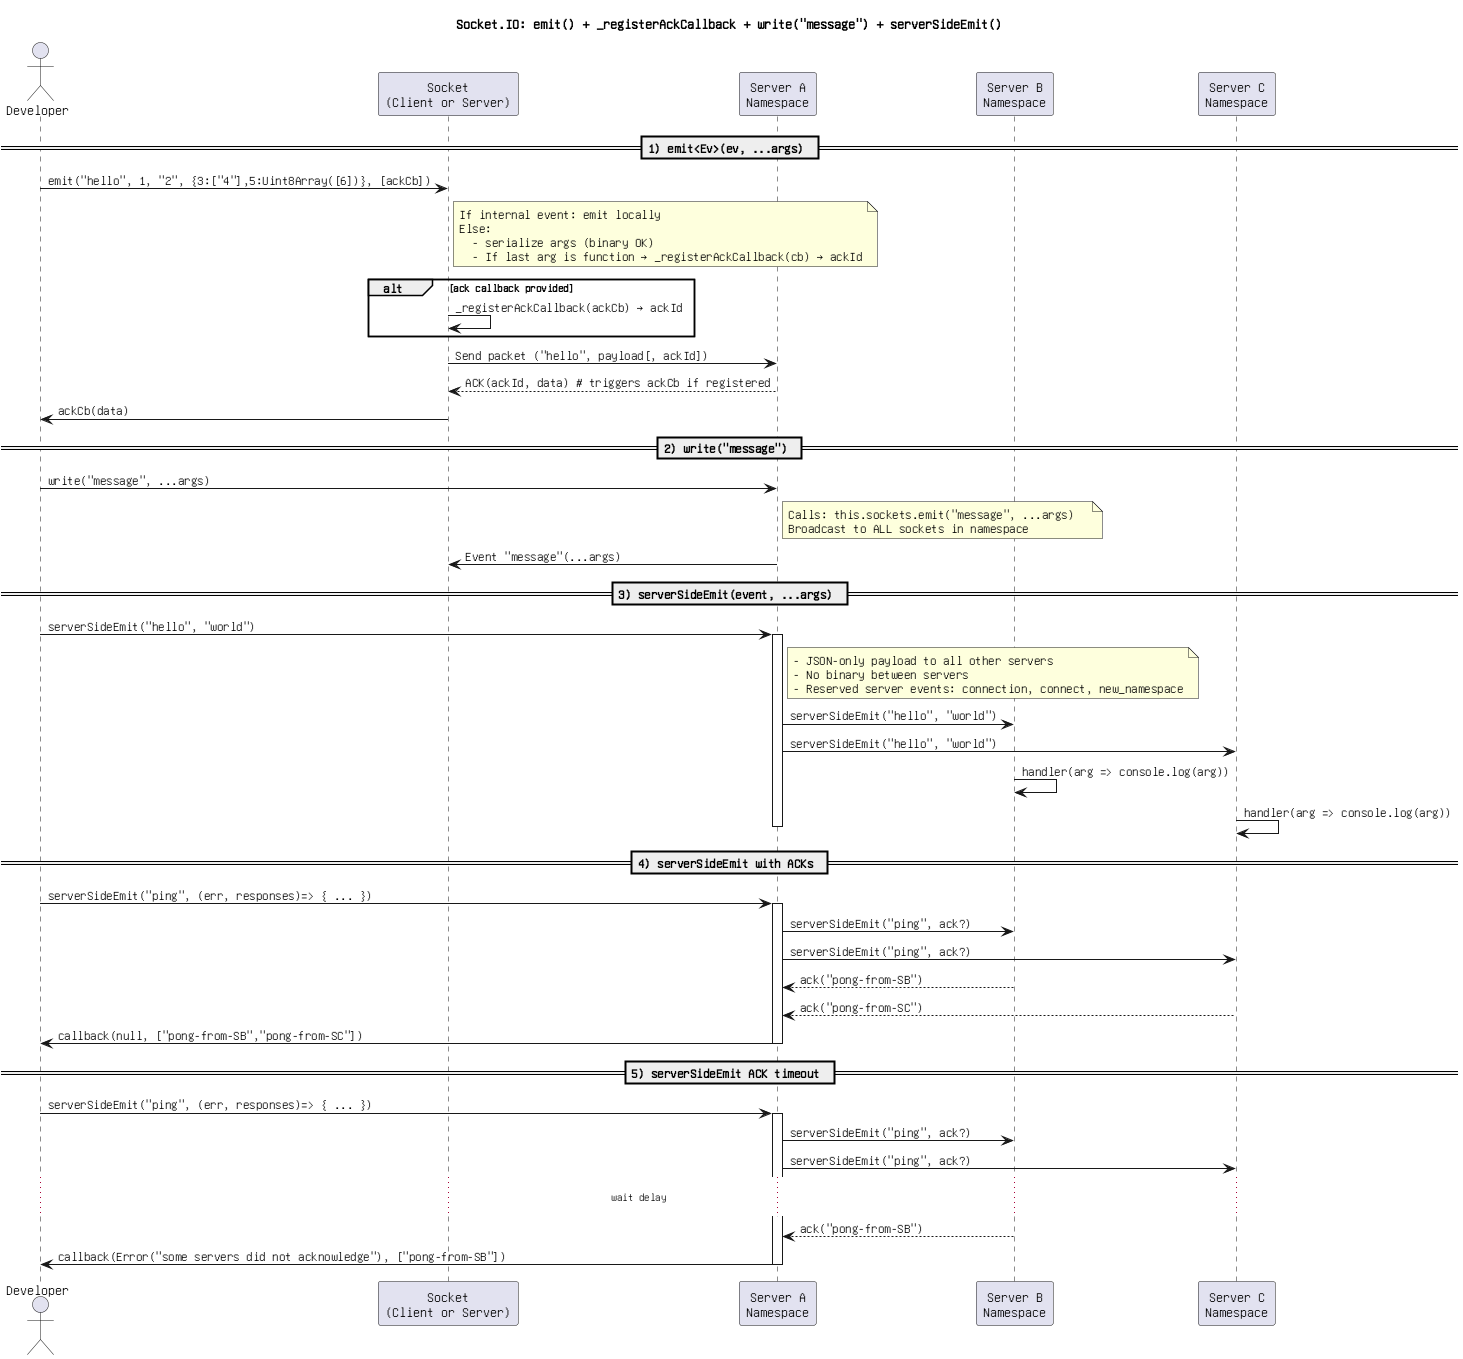 Socket.IO: emit() + _registerAckCallback + write("message") + serverSideEmit()
Developer
Socket
(Client or Server)
Server A
Namespace
Server B
Namespace
Server C
Namespace
1) emit<Ev>(ev, ...args)
emit("hello", 1, "2", {3:["4"],5:Uint8Array([6])}, [ackCb])
If internal event: emit locally
Else:
- serialize args (binary OK)
- If last arg is function → _registerAckCallback(cb) → ackId
alt [ack callback provided]
_registerAckCallback(ackCb) → ackId
Send packet ("hello", payload[, ackId])
ACK(ackId, data) # triggers ackCb if registered
ackCb(data)
2) write("message")
write("message", ...args)
Calls: this.sockets.emit("message", ...args)
Broadcast to ALL sockets in namespace
Event "message"(...args)
3) serverSideEmit(event, ...args)
serverSideEmit("hello", "world")
- JSON-only payload to all other servers
- No binary between servers
- Reserved server events: connection, connect, new_namespace
serverSideEmit("hello", "world")
serverSideEmit("hello", "world")
handler(arg => console.log(arg))
handler(arg => console.log(arg))
4) serverSideEmit with ACKs
serverSideEmit("ping", (err, responses)=> { ... })
serverSideEmit("ping", ack?)
serverSideEmit("ping", ack?)
ack("pong-from-SB")
ack("pong-from-SC")
callback(null, ["pong-from-SB","pong-from-SC"])
5) serverSideEmit ACK timeout
serverSideEmit("ping", (err, responses)=> { ... })
serverSideEmit("ping", ack?)
serverSideEmit("ping", ack?)
wait delay
ack("pong-from-SB")
callback(Error("some servers did not acknowledge"), ["pong-from-SB"])
Developer
Socket
(Client or Server)
Server A
Namespace
Server B
Namespace
Server C
Namespace